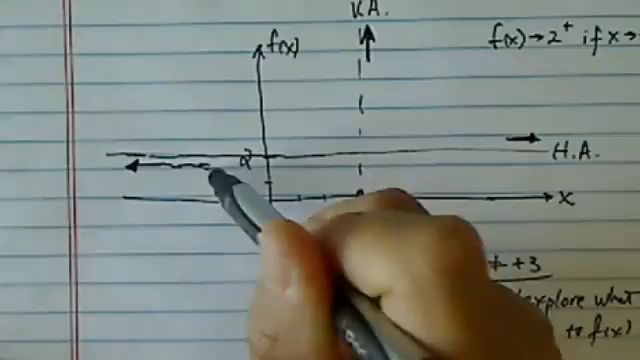 V.A.
f(x)
f(x)→2⁺ if x→
2
H.A.
x
+3
explore what
to f(x)